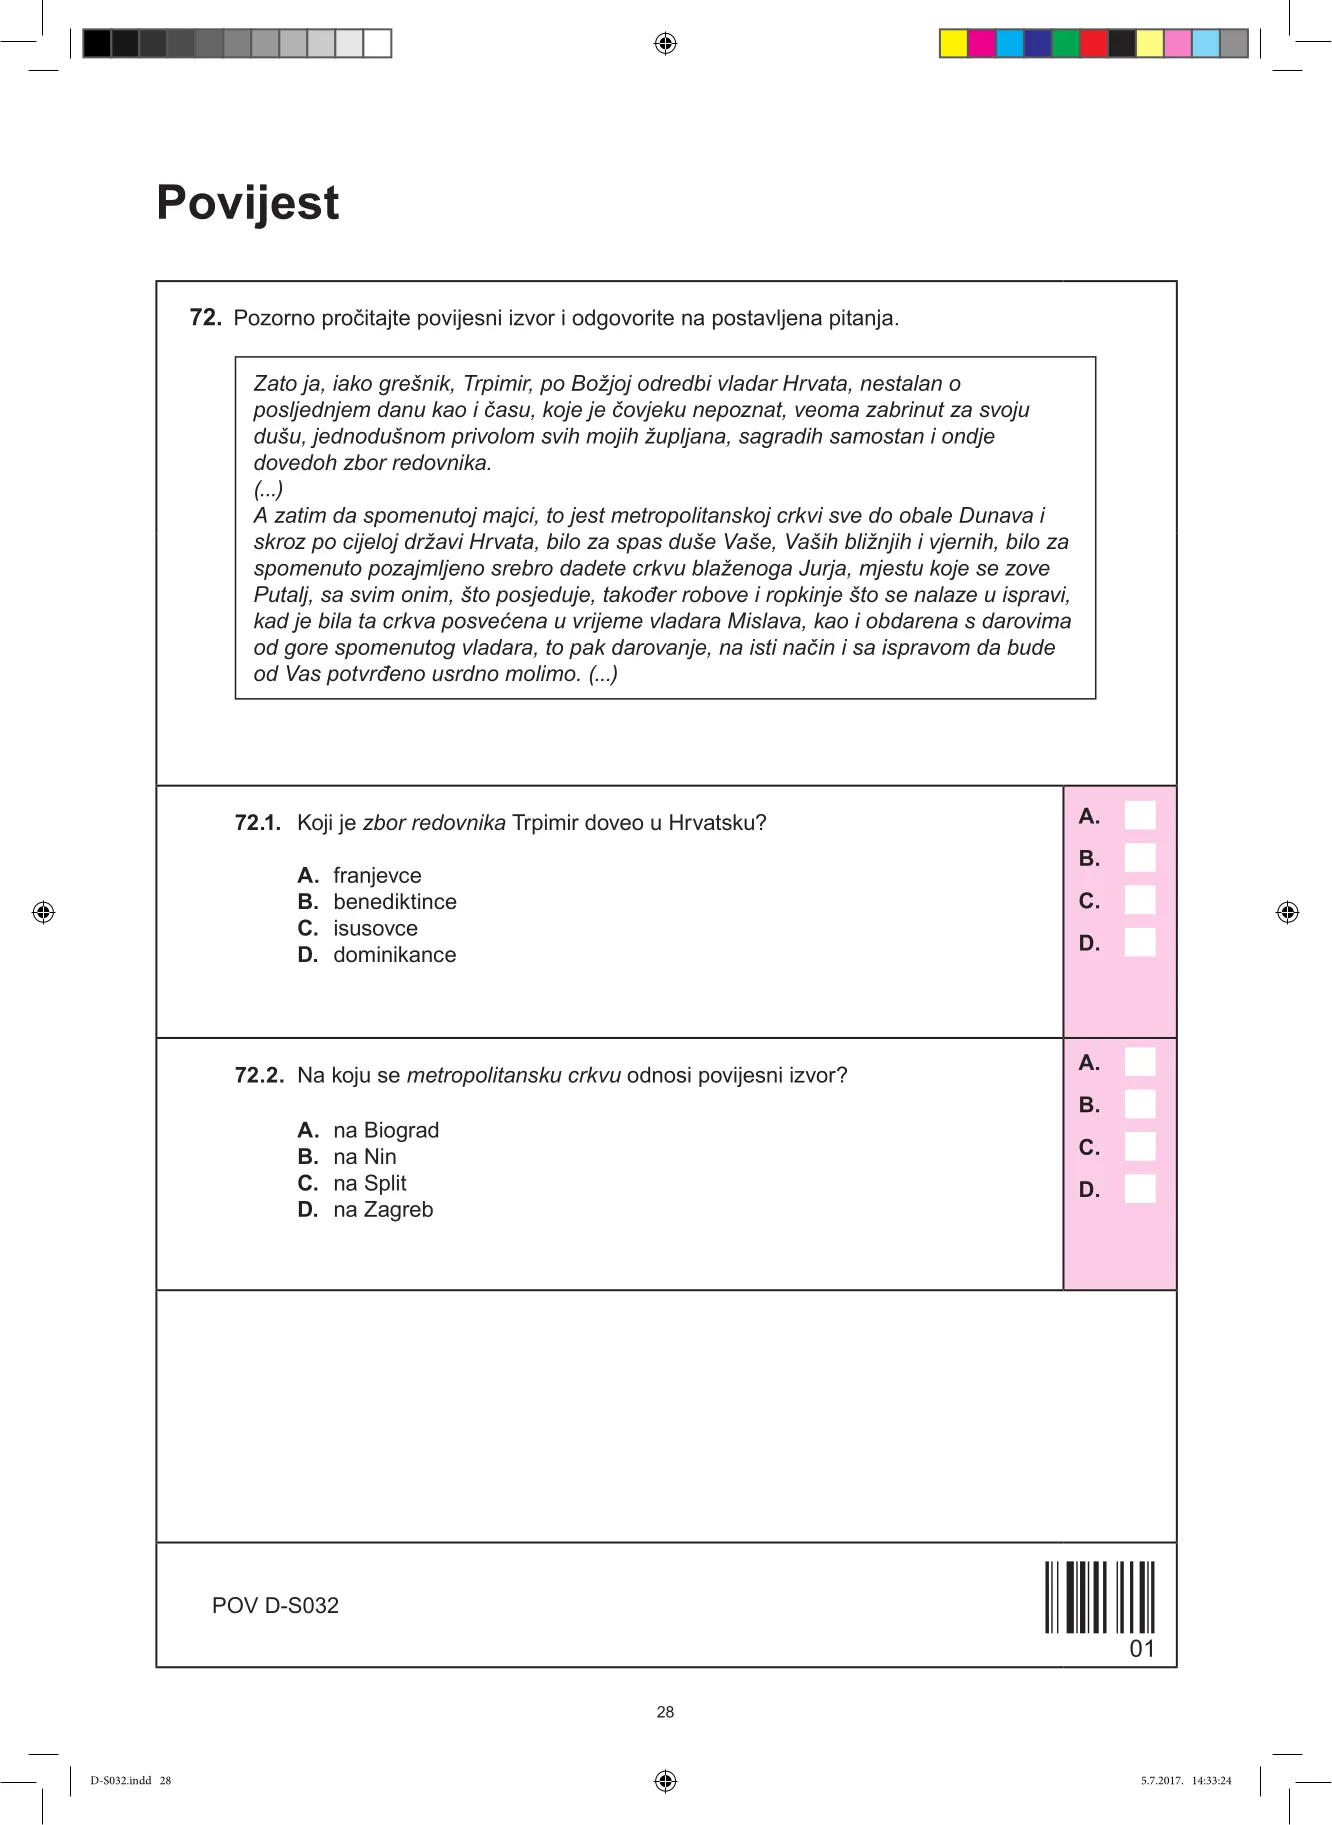 Povijest
72. Pozorno pročitajte povijesni izvor i odgovorite na postavljena pitanja.
Zato ja, iako grešnik, Trpimir, po Božjoj odredbi vladar Hrvata, nestalan o
posljednjem danu kao i času, koje je čovjeku nepoznat, veoma zabrinut za svoju
dušu, jednodušnom privolom svih mojih župljana, sagradih samostan i ondje
dovedoh zbor redovnika.
(...)
A zatim da spomenutoj majci, to jest metropolitanskoj crkvi sve do obale Dunava i
skroz po cijeloj državi Hrvata, bilo za spas duše Vaše, Vaših bližnjih i vjernih, bilo za
spomenuto pozajmljeno srebro dadete crkvu blaženoga Jurja, mjestu koje se zove
Putalj, sa svim onim, što posjeduje, također robove i ropkinje što se nalaze u ispravi,
kad je bila ta crkva posvećena u vrijeme vladara Mislava, kao i obdarena s darovima
od gore spomenutog vladara, to pak darovanje, na isti način i sa ispravom da bude
od Vas potvrđeno usrdno molimo. (...)
72.1. Koji je zbor redovnika Trpimir doveo u Hrvatsku?
A. franjevce
B. benediktince
C. isusovce
D. dominikance
A.
B.
C.
D.
72.2. Na koju se metropolitansku crkvu odnosi povijesni izvor?
A. na Biograd
B. na Nin
C. na Split
D. na Zagreb
A.
B.
C.
D.
POV D-S032
01
28
D-S032.indd 28
5.7.2017. 14:33:24